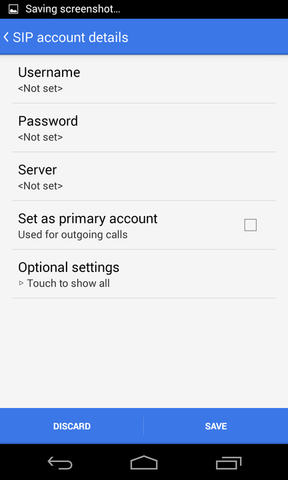 Saving screenshot...
SIP account details
Username
<Not set>
Password
<Not set>
Server
<Not set>
Set as primary account
Used for outgoing calls
Optional settings
Touch to show all
DISCARD
SAVE